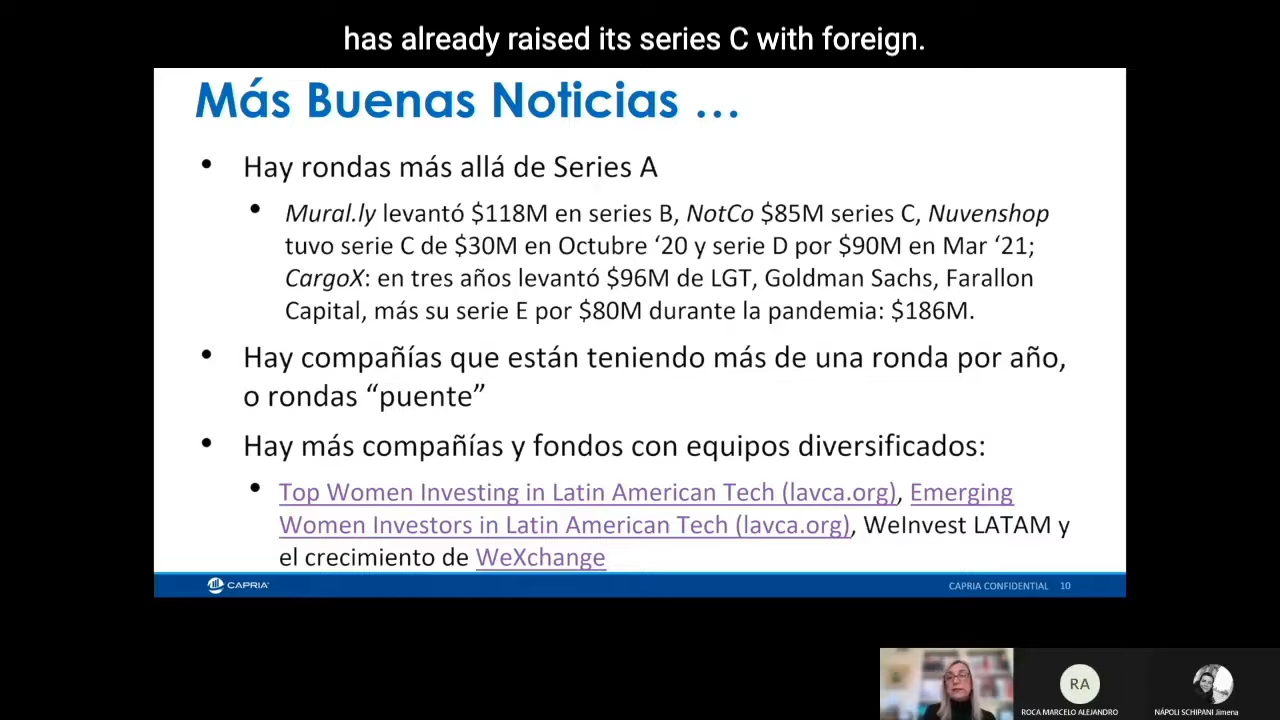 has already raised its series C with foreign.
Más Buenas Noticias ...
• Hay rondas más allá de Series A
• Mural.ly levantó $118M en series B, NotCo $85M series C, Nuvenshop
tuvo serie C de $30M en Octubre ‘20 y serie D por $90M en Mar ‘21;
CargoX: en tres años levantó $96M de LGT, Goldman Sachs, Farallon
Capital, más su serie E por $80M durante la pandemia: $186M.
• Hay compañías que están teniendo más de una ronda por año,
o rondas “puente”
• Hay más compañías y fondos con equipos diversificados:
• Top Women Investing in Latin American Tech (lavca.org), Emerging
Women Investors in Latin American Tech (lavca.org), WeInvest LATAM y
el crecimiento de WeXchange
CAPRIA
CAPRIA CONFIDENTIAL 10
RA
ROCA MARCELO ALEJANDRO
NÁPOLI SCHIPANI Jimena